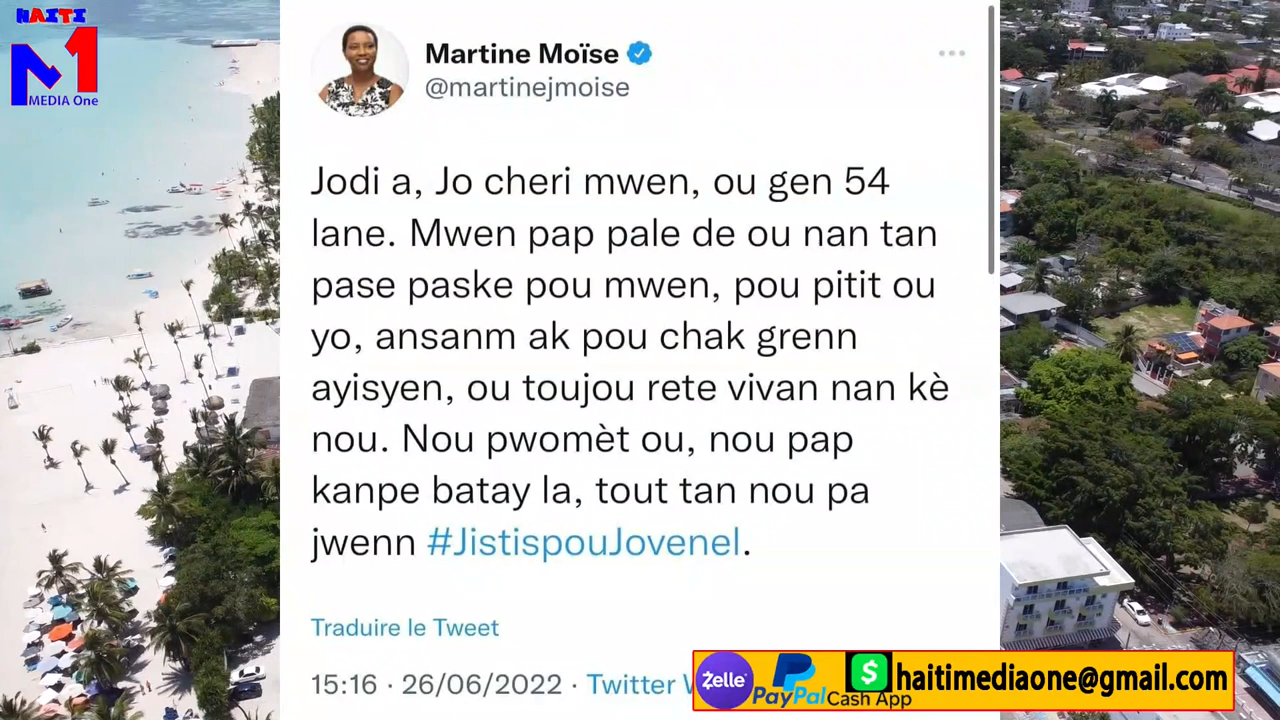 HAITI
M1
MEDIA One
Martine Moïse
@martinejmoise
Jodi a, Jo cheri mwen, ou gen 54
lane. Mwen pap pale de ou nan tan
pase paske pou mwen, pou pitit ou
yo, ansanm ak pou chak grenn
ayisyen, ou toujou rete vivan nan kè
nou. Nou pwomèt ou, nou pap
kanpe batay la, tout tan nou pa
jwenn #JistispouJovenel.
Traduire le Tweet
15:16 · 26/06/2022 · Twitter
Zelle PayPal $ Cash App haitimediaone@gmail.com